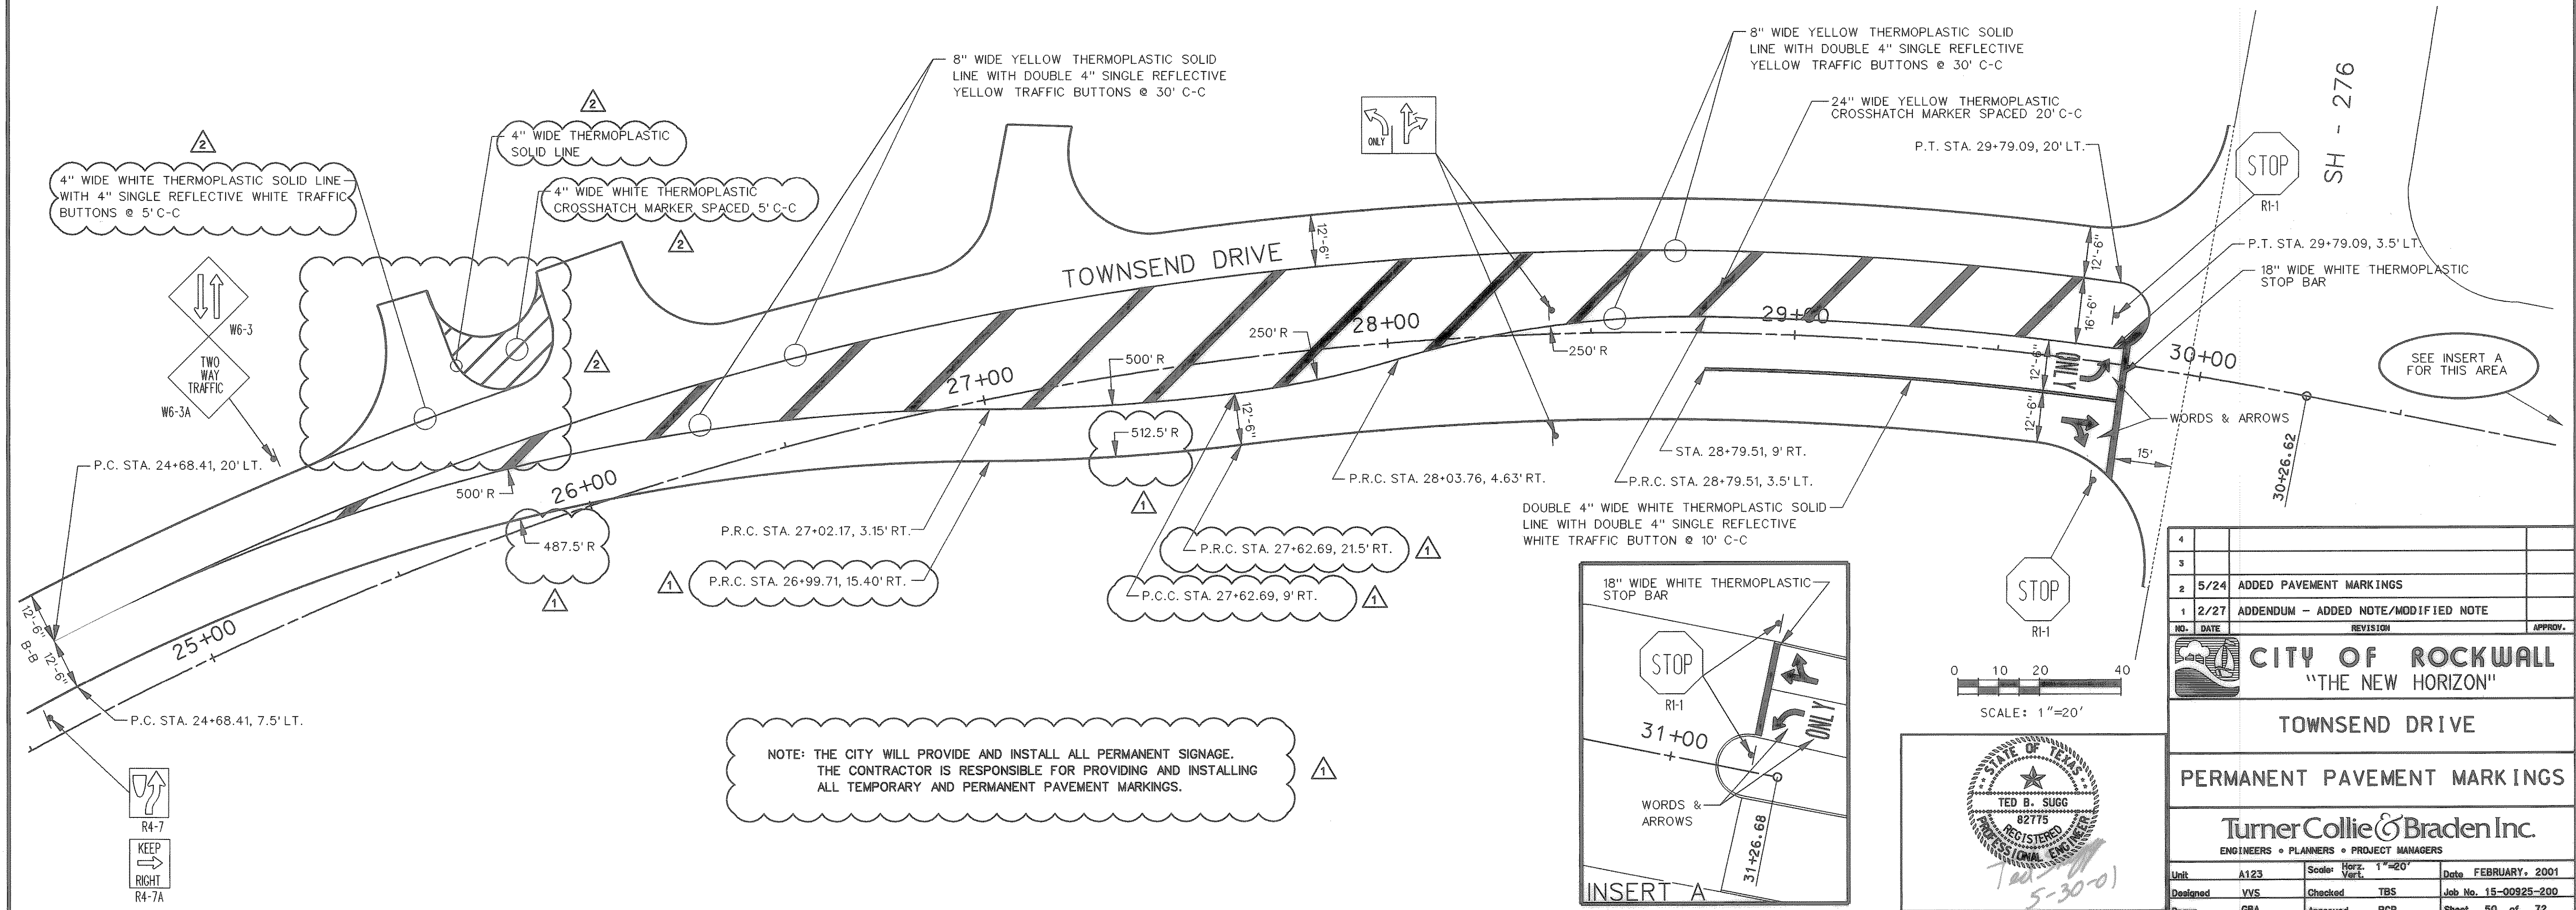 8" WIDE YELLOW THERMOPLASTIC SOLID
LINE WITH DOUBLE 4" SINGLE REFLECTIVE
YELLOW TRAFFIC BUTTONS @ 30' C-C
8" WIDE YELLOW THERMOPLASTIC SOLID
LINE WITH DOUBLE 4" SINGLE REFLECTIVE
YELLOW TRAFFIC BUTTONS @ 30' C-C
24" WIDE YELLOW THERMOPLASTIC
CROSSHATCH MARKER SPACED 20' C-C
P.T. STA. 29+79.09, 20' LT.
SH - 276
STOP
R1-1
P.T. STA. 29+79.09, 3.5' LT.
18" WIDE WHITE THERMOPLASTIC
STOP BAR
2
4" WIDE THERMOPLASTIC
SOLID LINE
2
4" WIDE WHITE THERMOPLASTIC SOLID LINE
WITH 4" SINGLE REFLECTIVE WHITE TRAFFIC
BUTTONS @ 5' C-C
4" WIDE WHITE THERMOPLASTIC
CROSSHATCH MARKER SPACED 5' C-C
2
ONLY
W6-3
TWO
WAY
TRAFFIC
W6-3A
2
TOWNSEND DRIVE
12'-6"
12'-6"
16'-6"
12'-6"
12'-6"
ONLY
250' R
28+00
250' R
29+00
30+00
SEE INSERT A
FOR THIS AREA
500' R
27+00
12'-6"
512.5' R
1
WORDS & ARROWS
15'
30+26.62
P.C. STA. 24+68.41, 20' LT.
500' R
26+00
487.5' R
1
P.R.C. STA. 27+02.17, 3.15' RT.
1
P.R.C. STA. 26+99.71, 15.40' RT.
P.R.C. STA. 27+62.69, 21.5' RT.
1
P.C.C. STA. 27+62.69, 9' RT.
1
P.R.C. STA. 28+03.76, 4.63' RT.
STA. 28+79.51, 9' RT.
P.R.C. STA. 28+79.51, 3.5' LT.
DOUBLE 4" WIDE WHITE THERMOPLASTIC SOLID
LINE WITH DOUBLE 4" SINGLE REFLECTIVE
WHITE TRAFFIC BUTTON @ 10' C-C
STOP
R1-1
12'-6"
B-B
12'-6"
25+00
P.C. STA. 24+68.41, 7.5' LT.
R4-7
KEEP
RIGHT
R4-7A
NOTE: THE CITY WILL PROVIDE AND INSTALL ALL PERMANENT SIGNAGE.
THE CONTRACTOR IS RESPONSIBLE FOR PROVIDING AND INSTALLING
ALL TEMPORARY AND PERMANENT PAVEMENT MARKINGS.
1
18" WIDE WHITE THERMOPLASTIC
STOP BAR
STOP
R1-1
ONLY
31+00
WORDS &
ARROWS
31+26.68
INSERT A
0 10 20 40
SCALE: 1"=20'
STATE OF TEXAS
TED B. SUGG
82775
REGISTERED
PROFESSIONAL ENGINEER
Ted Sugg
5-30-01
4
3
2 5/24 ADDED PAVEMENT MARKINGS
1 2/27 ADDENDUM - ADDED NOTE/MODIFIED NOTE
NO. DATE REVISION APPROV.
CITY OF ROCKWALL
"THE NEW HORIZON"
TOWNSEND DRIVE
PERMANENT PAVEMENT MARKINGS
Turner Collie & Braden Inc.
ENGINEERS • PLANNERS • PROJECT MANAGERS
Unit A123 Scale: Horz. 1"=20' Vert. Date FEBRUARY, 2001
Designed VVS Checked TBS Job No. 15-00925-200